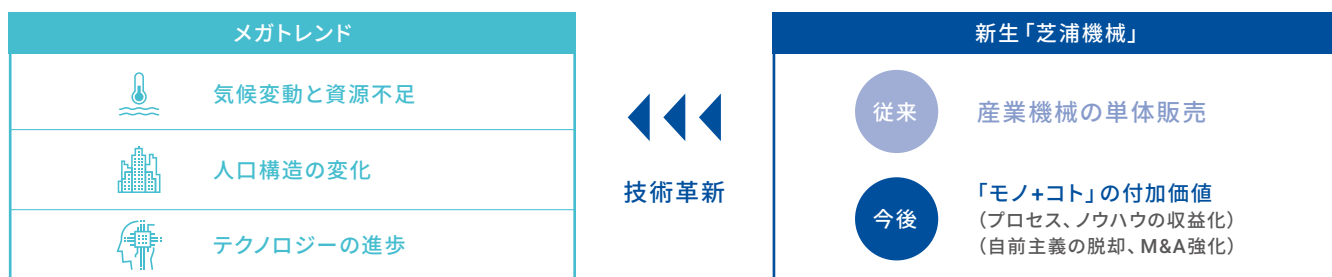 メガトレンド
気候変動と資源不足
人口構造の変化
テクノロジーの進歩
技術革新
新生「芝浦機械」
従来
産業機械の単体販売
今後
「モノ+コト」の付加価値
（プロセス、ノウハウの収益化）
（自前主義の脱却、M&A強化）